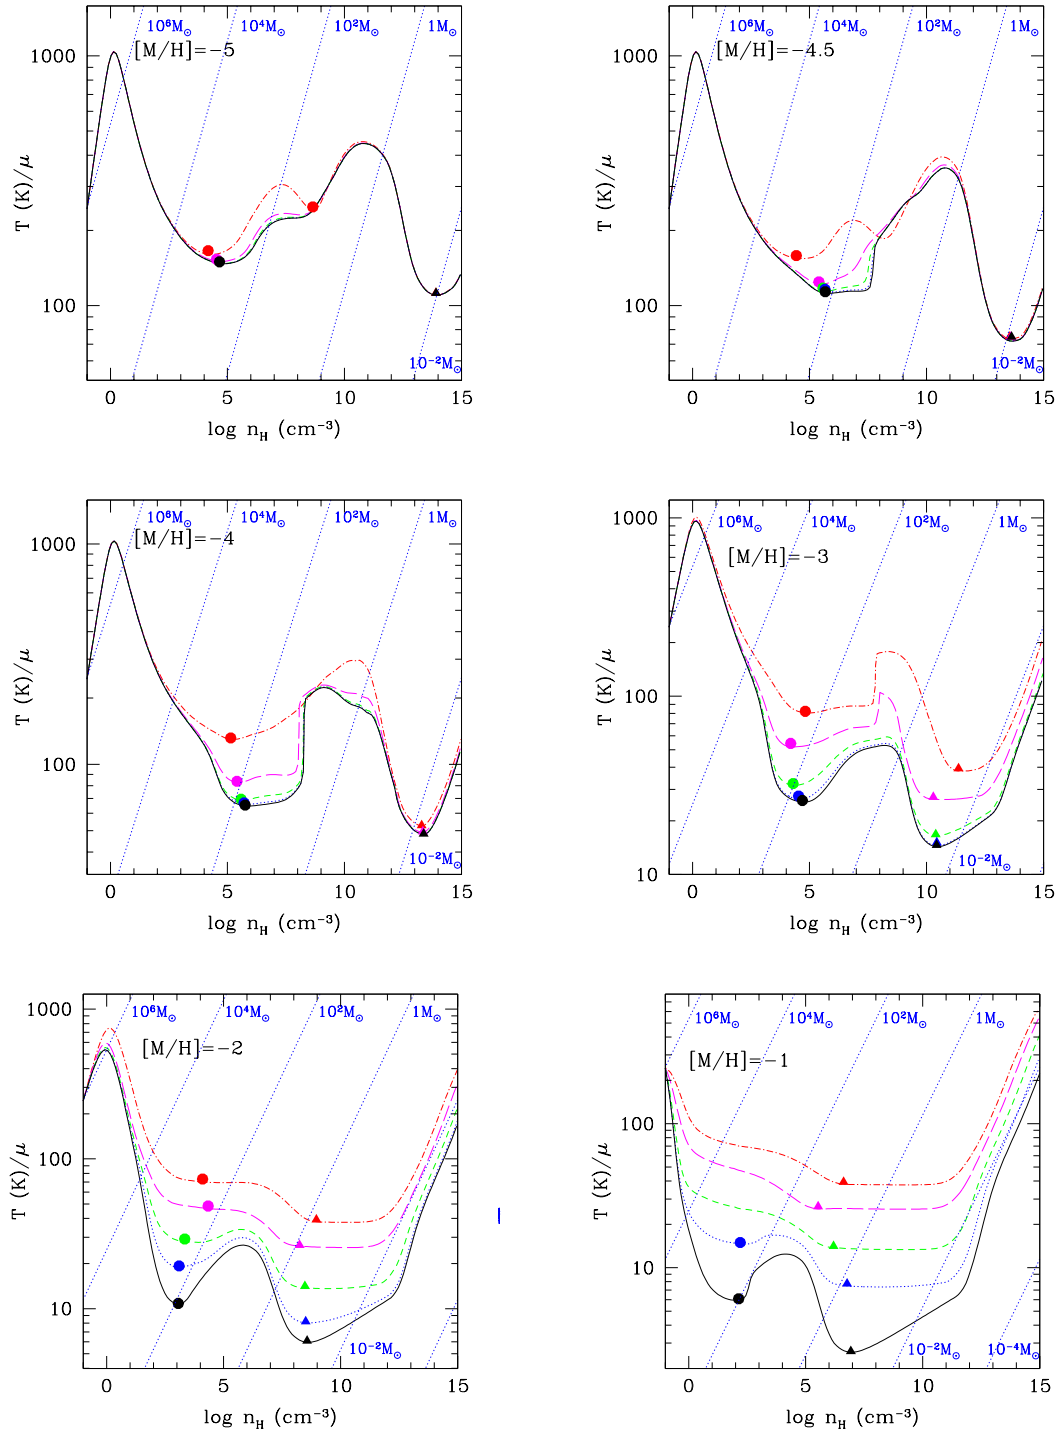 10⁶M☉ 10⁴M☉ 10²M☉ 1M☉
[M/H]=−5
1000
100
T (K)/μ
10⁻²M☉
0 5 10 15
log n_H (cm⁻³)
10⁶M☉ 10⁴M☉ 10²M☉ 1M☉
[M/H]=−4.5
1000
100
T (K)/μ
10⁻²M☉
0 5 10 15
log n_H (cm⁻³)
10⁶M☉ 10⁴M☉ 10²M☉ 1M☉
[M/H]=−4
1000
100
T (K)/μ
10⁻²M☉
0 5 10 15
log n_H (cm⁻³)
10⁶M☉ 10⁴M☉ 10²M☉ 1M☉
[M/H]=−3
1000
100
10
T (K)/μ
10⁻²M☉
0 5 10 15
log n_H (cm⁻³)
10⁶M☉ 10⁴M☉ 10²M☉ 1M☉
[M/H]=−2
1000
100
10
T (K)/μ
10⁻²M☉
0 5 10 15
log n_H (cm⁻³)
10⁶M☉ 10⁴M☉ 10²M☉ 1M☉
[M/H]=−1
100
10
T (K)/μ
10⁻²M☉ 10⁻⁴M☉
0 5 10 15
log n_H (cm⁻³)